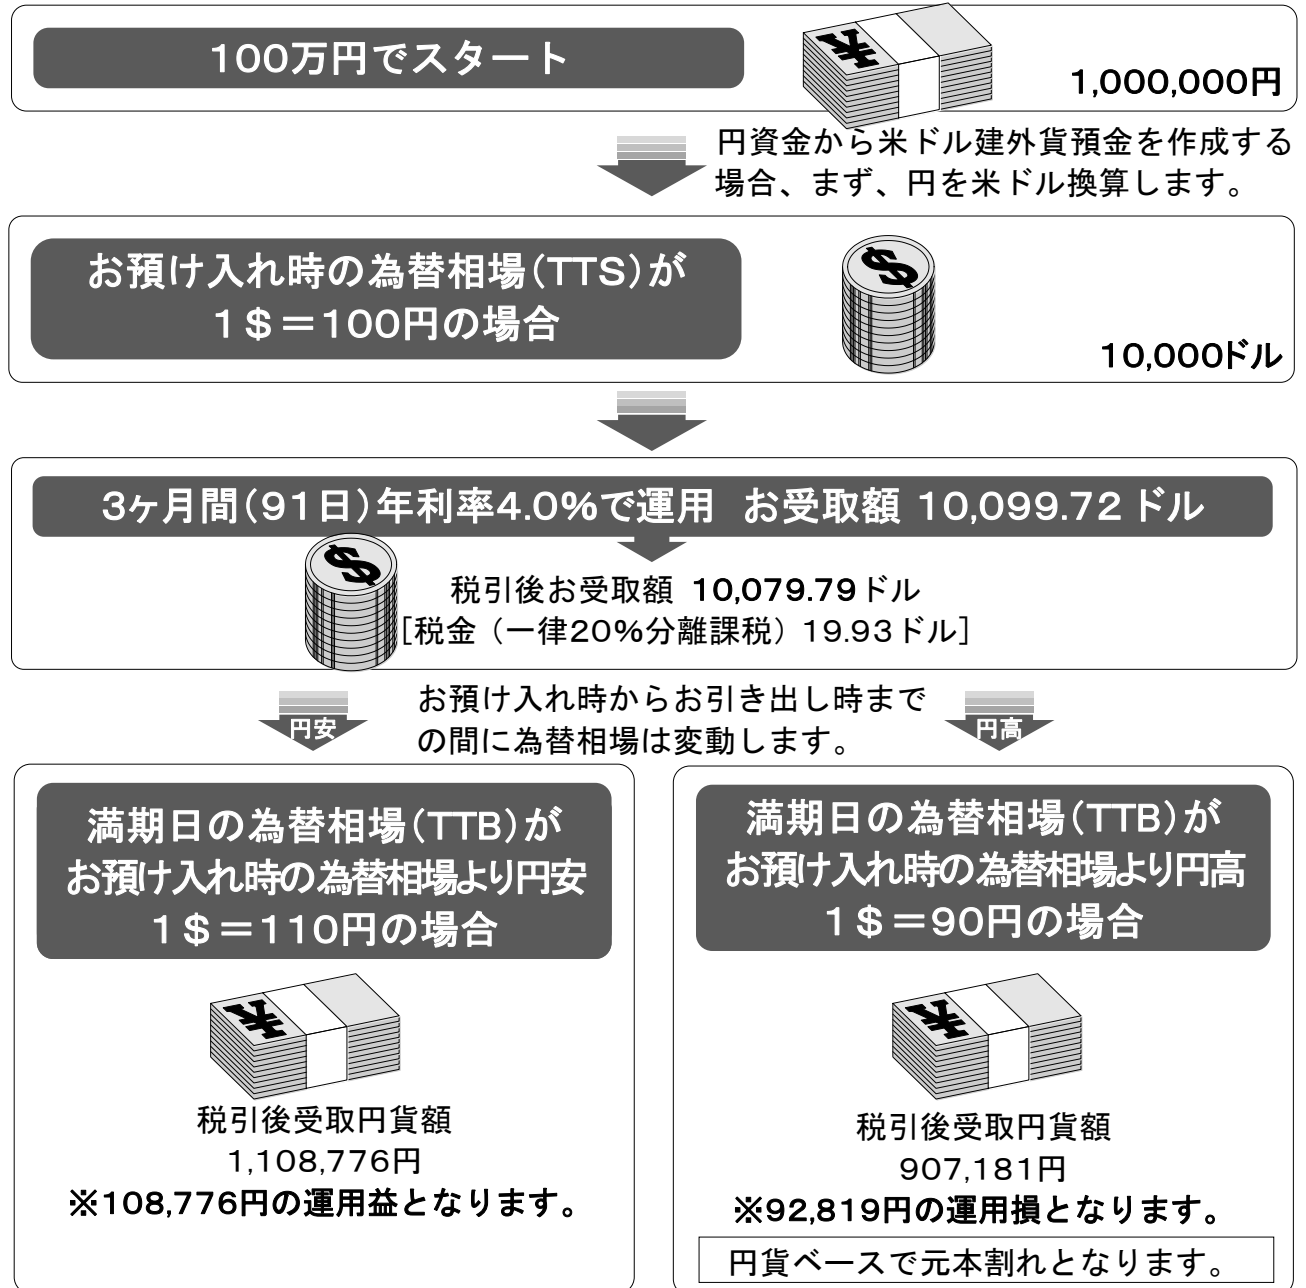 100万円でスタート
1,000,000円
円資金から米ドル建外貨預金を作成する
場合、まず、円を米ドル換算します。
お預け入れ時の為替相場(TTS)が
1$=100円の場合
10,000ドル
3ヶ月間(91日)年利率4.0%で運用 お受取額 10,099.72ドル
税引後お受取額 10,079.79ドル
[税金(一律20%分離課税)19.93ドル]
お預け入れ時からお引き出し時まで
の間に為替相場は変動します。
円安
円高
満期日の為替相場(TTB)が
お預け入れ時の為替相場より円安
1$=110円の場合
税引後受取円貨額
1,108,776円
※108,776円の運用益となります。
満期日の為替相場(TTB)が
お預け入れ時の為替相場より円高
1$=90円の場合
税引後受取円貨額
907,181円
※92,819円の運用損となります。
円貨ベースで元本割れとなります。